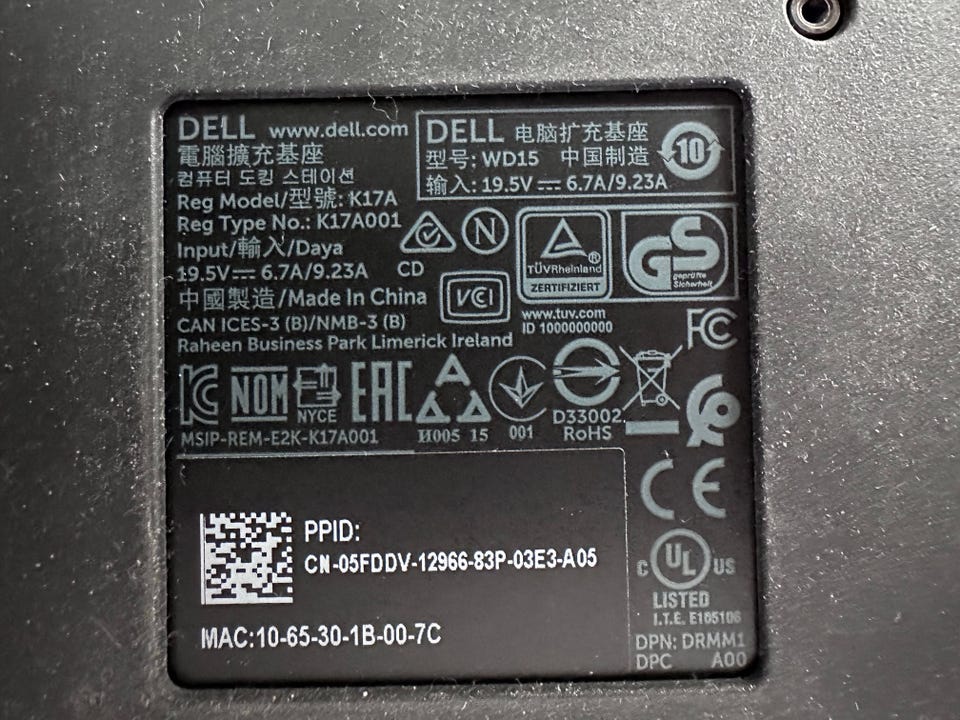 DELL www.dell.com
電腦擴充基座
컴퓨터 도킹 스테이션
Reg Model/型號: K17A
Reg Type No.: K17A001
Input/輸入/Daya
19.5V⎓6.7A/9.23A
中國製造/Made In China
CAN ICES-3 (B)/NMB-3 (B)
Raheen Business Park Limerick Ireland
DELL 电脑扩充基座
型号: WD15 中国制造
输入: 19.5V⎓6.7A/9.23A
10
CD
N
VCI
TÜVRheinland®
ZERTIFIZIERT
www.tuv.com
ID 1000000000
GS
geprüfte
Sicherheit
FC
KC
NOM
NYCE
EAC
MSIP-REM-E2K-K17A001
И005 15
001
D33002
RoHS
CE
PPID:
CN-05FDDV-12966-83P-03E3-A05
MAC:10-65-30-1B-00-7C
C UL US
LISTED
I.T.E. E185106
DPN: DRMM1
DPC A00